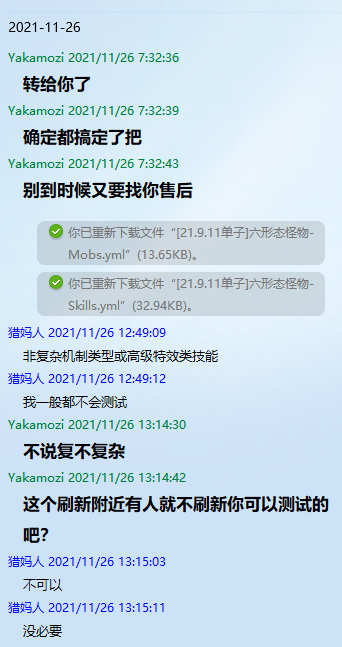 2021-11-26
Yakamozi 2021/11/26 7:32:36
转给你了
Yakamozi 2021/11/26 7:32:39
确定都搞定了把
Yakamozi 2021/11/26 7:32:43
别到时候又要找你售后
你已重新下载文件“[21.9.11单子]六形态怪物-
Mobs.yml”(13.65KB)。
你已重新下载文件“[21.9.11单子]六形态怪物-
Skills.yml”(32.94KB)。
猎妈人 2021/11/26 12:49:09
非复杂机制类型或高级特效类技能
猎妈人 2021/11/26 12:49:12
我一般都不会测试
Yakamozi 2021/11/26 13:14:30
不说复不复杂
Yakamozi 2021/11/26 13:14:42
这个刷新附近有人就不刷新你可以测试的
吧？
猎妈人 2021/11/26 13:15:03
不可以
猎妈人 2021/11/26 13:15:11
没必要